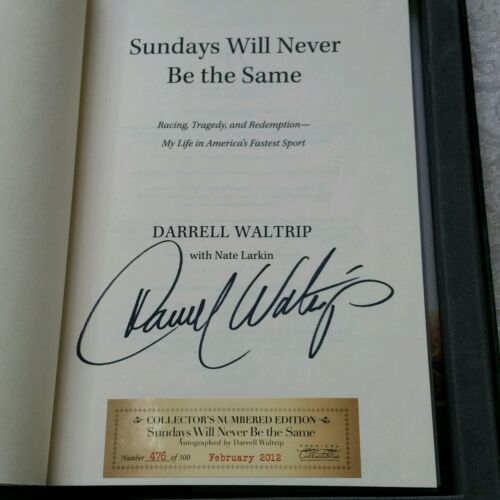 Sundays Will Never
Be the Same
Racing, Tragedy, and Redemption—
My Life in America's Fastest Sport
DARRELL WALTRIP
with Nate Larkin
Darrell Waltrip
COLLECTOR'S NUMBERED EDITION
Sundays Will Never Be the Same
Autographed by Darrell Waltrip
Number 476 of 500 February 2012
PREMIERE
Collectibles